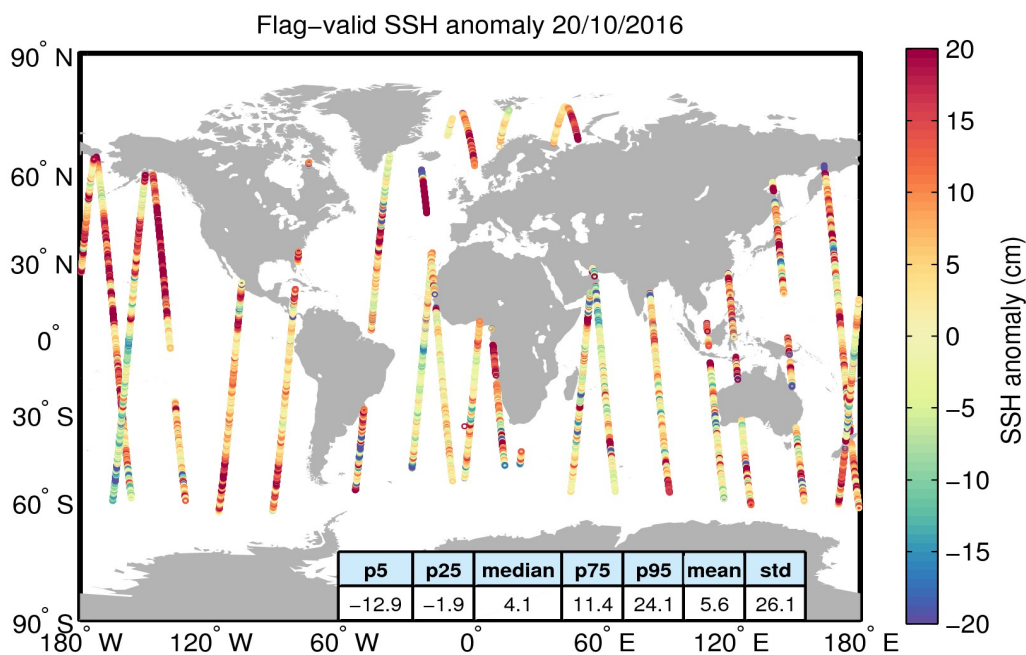 Flag−valid SSH anomaly 20/10/2016
90° N
60° N
30° N
0°
30° S
60° S
90° S
180° W
120° W
60° W
0°
60° E
120° E
180° E
p5 p25 median p75 p95 mean std
−12.9 −1.9 4.1 11.4 24.1 5.6 26.1
20
15
10
5
0
−5
−10
−15
−20
SSH anomaly (cm)